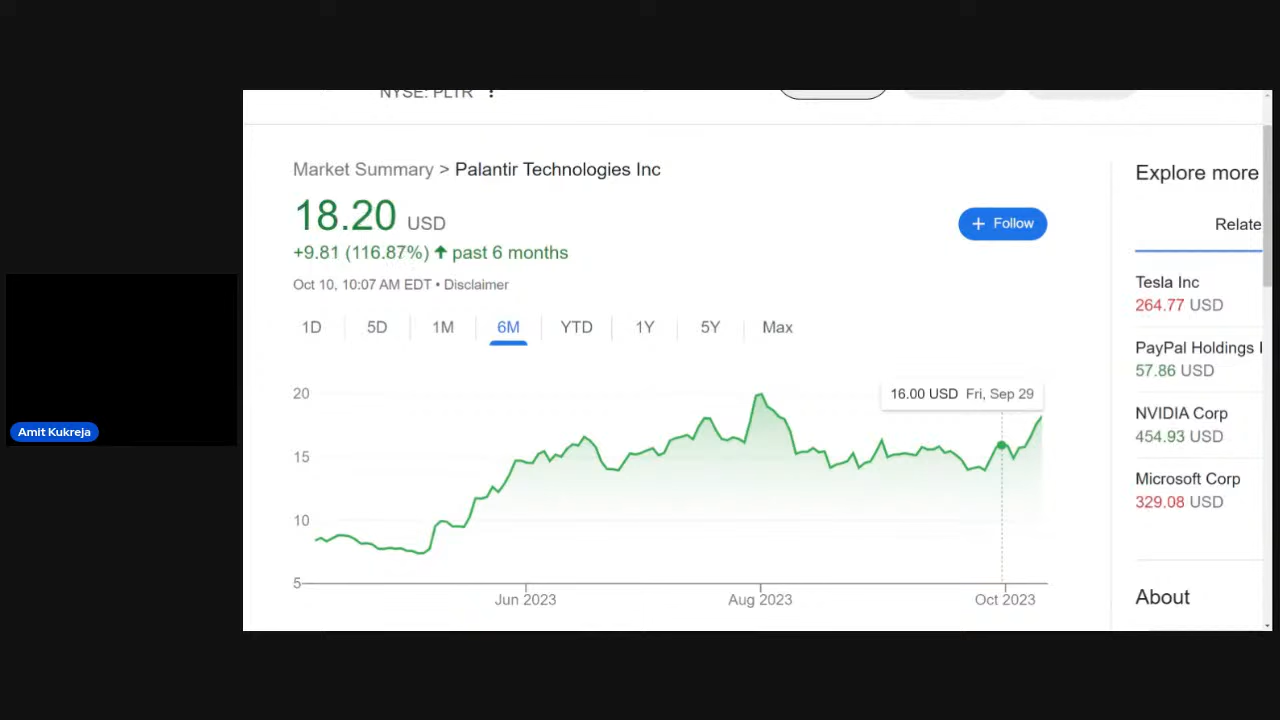 NYSE: PLTR
Market Summary > Palantir Technologies Inc
18.20 USD
+9.81 (116.87%) ↑ past 6 months
Oct 10, 10:07 AM EDT • Disclaimer
+ Follow
1D 5D 1M 6M YTD 1Y 5Y Max
16.00 USD Fri, Sep 29
20
15
10
5
Jun 2023 Aug 2023 Oct 2023
Explore more
Relate
Tesla Inc
264.77 USD
PayPal Holdings I
57.86 USD
NVIDIA Corp
454.93 USD
Microsoft Corp
329.08 USD
About
Amit Kukreja